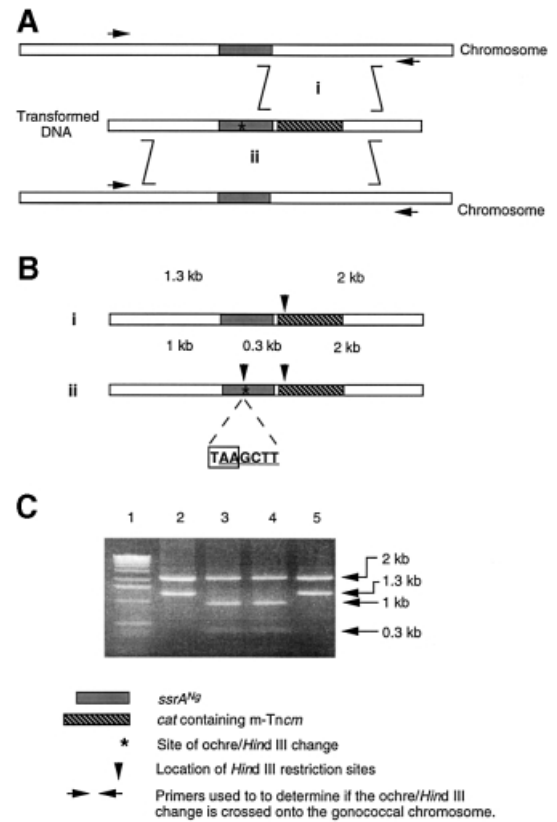 A
Chromosome
i
Transformed
DNA
*
ii
Chromosome
B
1.3 kb 2 kb
i
1 kb 0.3 kb 2 kb
ii
*
TAAGCTT
C
1 2 3 4 5
2 kb
1.3 kb
1 kb
0.3 kb
ssrANg
cat containing m-Tncm
* Site of ochre/Hind III change
Location of Hind III restriction sites
Primers used to to determine if the ochre/Hind III
change is crossed onto the gonococcal chromosome.